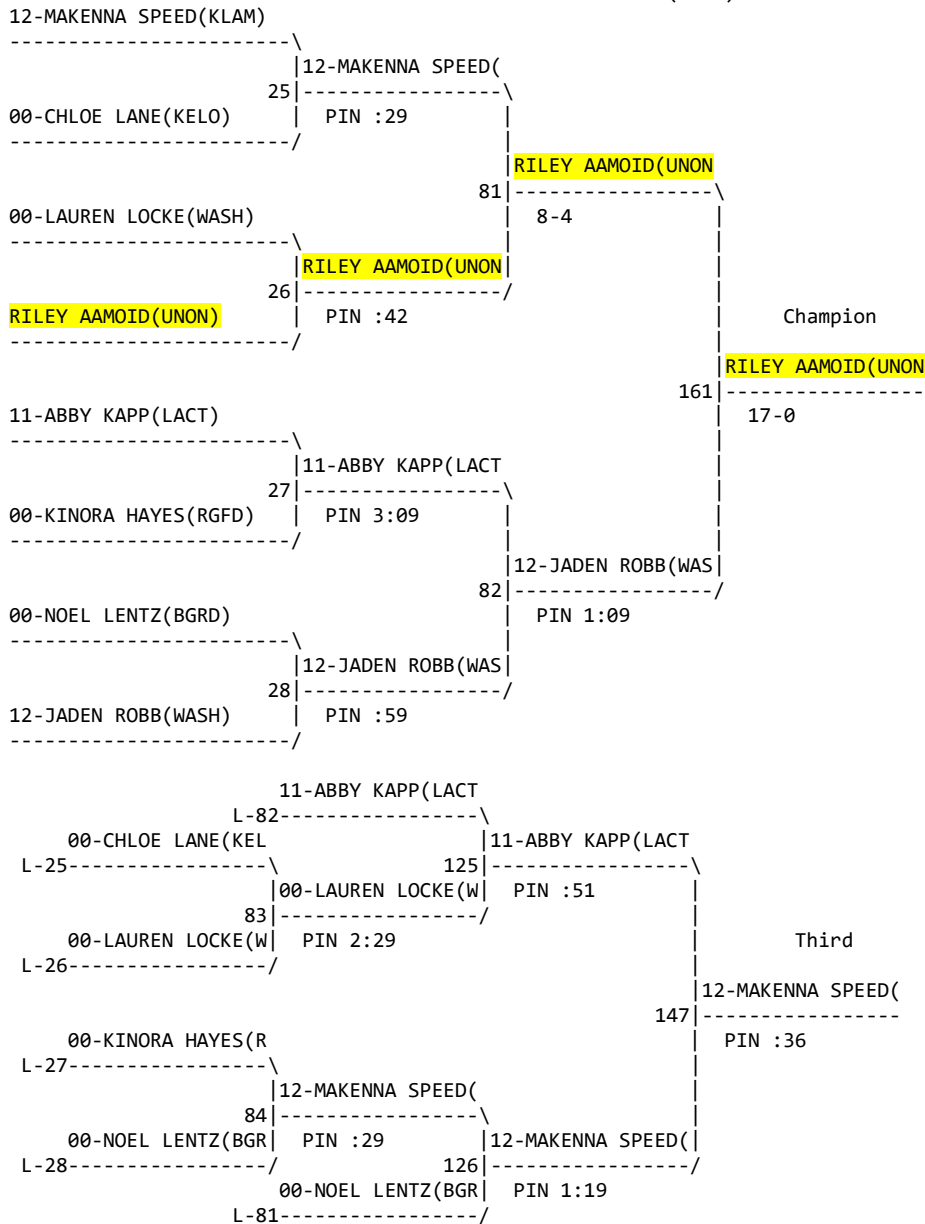 12-MAKENNA SPEED(KLAM)
12-MAKENNA SPEED(
25
00-CHLOE LANE(KELO) PIN :29
RILEY AAMOID(UNON
81
00-LAUREN LOCKE(WASH) 8-4
RILEY AAMOID(UNON
26
RILEY AAMOID(UNON) PIN :42 Champion
RILEY AAMOID(UNON
161
11-ABBY KAPP(LACT) 17-0
11-ABBY KAPP(LACT
27
00-KINORA HAYES(RGFD) PIN 3:09
12-JADEN ROBB(WAS
82
00-NOEL LENTZ(BGRD) PIN 1:09
12-JADEN ROBB(WAS
28
12-JADEN ROBB(WASH) PIN :59
11-ABBY KAPP(LACT
L-82
00-CHLOE LANE(KEL 11-ABBY KAPP(LACT
L-25 125
00-LAUREN LOCKE(W PIN :51
83
00-LAUREN LOCKE(W PIN 2:29 Third
L-26
12-MAKENNA SPEED(
147
00-KINORA HAYES(R PIN :36
L-27
12-MAKENNA SPEED(
84
00-NOEL LENTZ(BGR PIN :29 12-MAKENNA SPEED(
L-28 126
00-NOEL LENTZ(BGR PIN 1:19
L-81